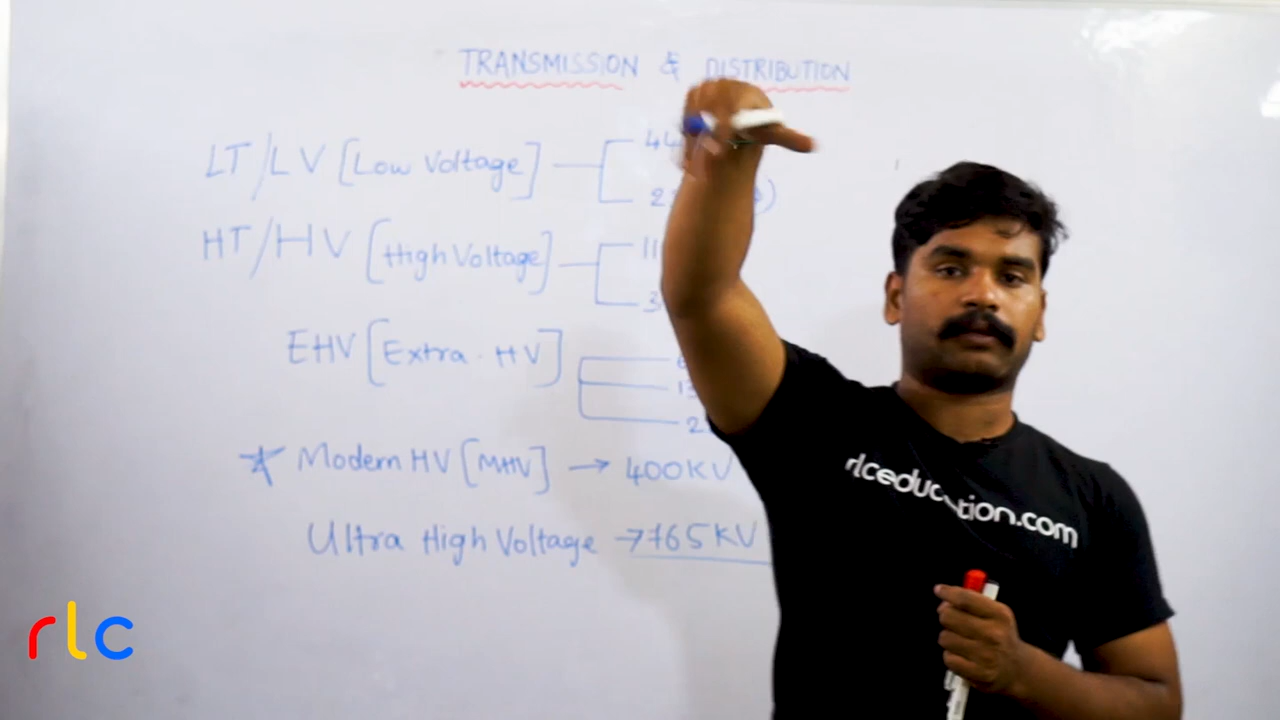 TRANSMISSION & DISTRIBUTION
LT/LV [Low Voltage]
HT/HV [High Voltage]
EHV [Extra. HV]
Modern HV [MHV] → 400KV
Ultra High Voltage → 765KV
rlceducation.com
rlc